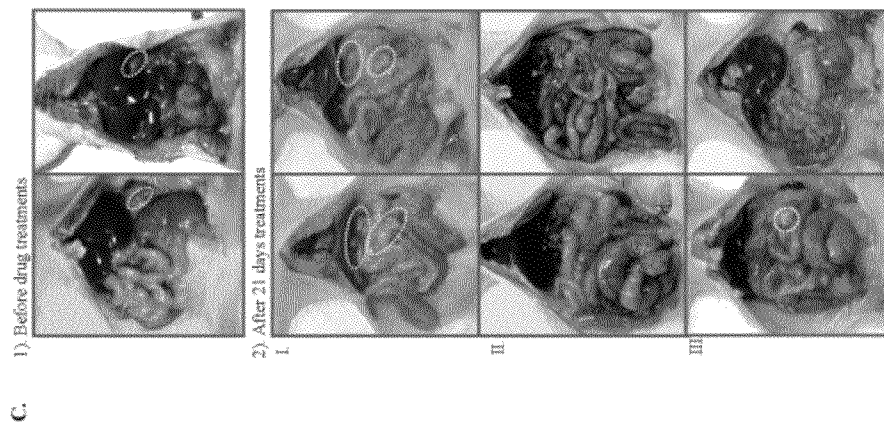 C.
1). Before drug treatments
2). After 21 days treatments
I
II
III